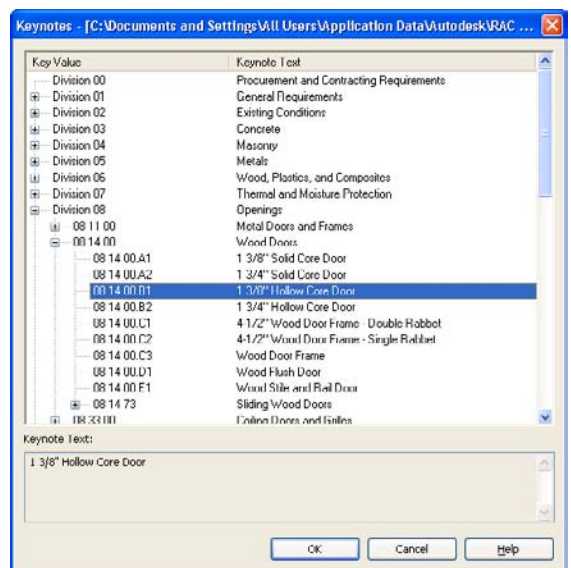 Keynotes - [C:\Documents and Settings\All Users\Application Data\Autodesk\RAC ...
Key Value Keynote Text
Division 00 Procurement and Contracting Requirements
Division 01 General Requirements
Division 02 Existing Conditions
Division 03 Concrete
Division 04 Masonry
Division 05 Metals
Division 06 Wood, Plastics, and Composites
Division 07 Thermal and Moisture Protection
Division 08 Openings
08 11 00 Metal Doors and Frames
08 14 00 Wood Doors
08 14 00.A1 1 3/8" Solid Core Door
08 14 00.A2 1 3/4" Solid Core Door
08 14 00.B1 1 3/8" Hollow Core Door
08 14 00.B2 1 3/4" Hollow Core Door
08 14 00.C1 4-1/2" Wood Door Frame - Double Rabbet
08 14 00.C2 4-1/2" Wood Door Frame - Single Rabbet
08 14 00.C3 Wood Door Frame
08 14 00.D1 Wood Flush Door
08 14 00.E1 Wood Stile and Rail Door
08 14 73 Sliding Wood Doors
08 33 00 Coiling Doors and Grilles
Keynote Text:
1 3/8" Hollow Core Door
OK Cancel Help